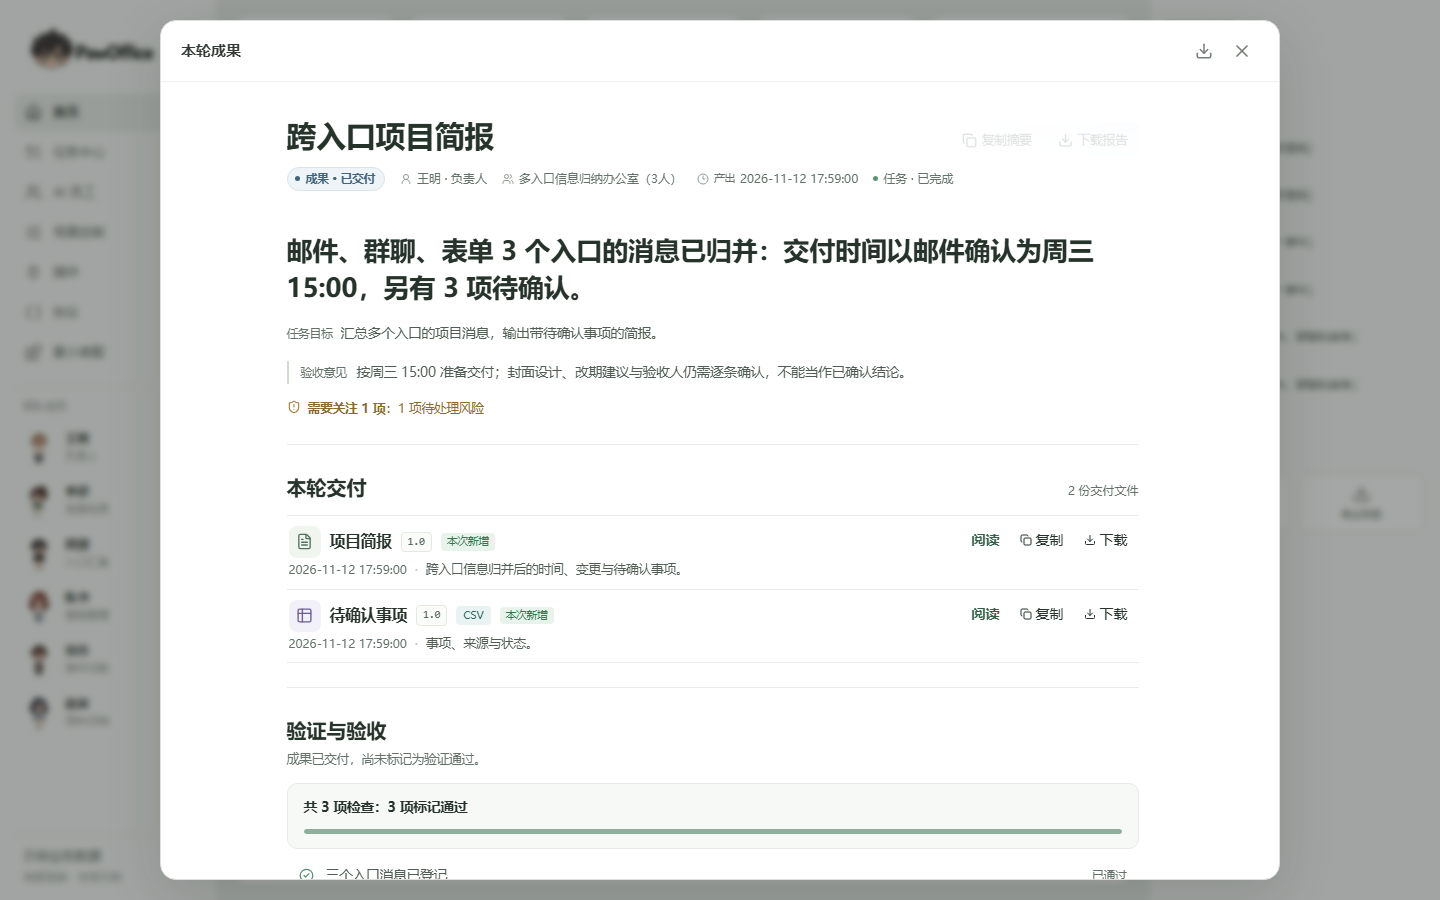 PawOffice
本轮成果
跨入口项目简报
复制摘要
下载报告
成果 • 已交付
王明 · 负责人
多入口信息归纳办公室（3人）
产出 2026-11-12 17:59:00
任务 · 已完成
邮件、群聊、表单 3 个入口的消息已归并：交付时间以邮件确认为周三
15:00，另有 3 项待确认。
任务目标 汇总多个入口的项目消息，输出带待确认事项的简报。
验收意见 按周三 15:00 准备交付；封面设计、改期建议与验收人仍需逐条确认，不能当作已确认结论。
需要关注 1 项：1 项待处理风险
本轮交付
2 份交付文件
项目简报 1.0 本次新增
阅读 复制 下载
2026-11-12 17:59:00 · 跨入口信息归并后的时间、变更与待确认事项。
待确认事项 1.0 CSV 本次新增
阅读 复制 下载
2026-11-12 17:59:00 · 事项、来源与状态。
验证与验收
成果已交付，尚未标记为验证通过。
共 3 项检查：3 项标记通过
三个入口消息已登记
已通过